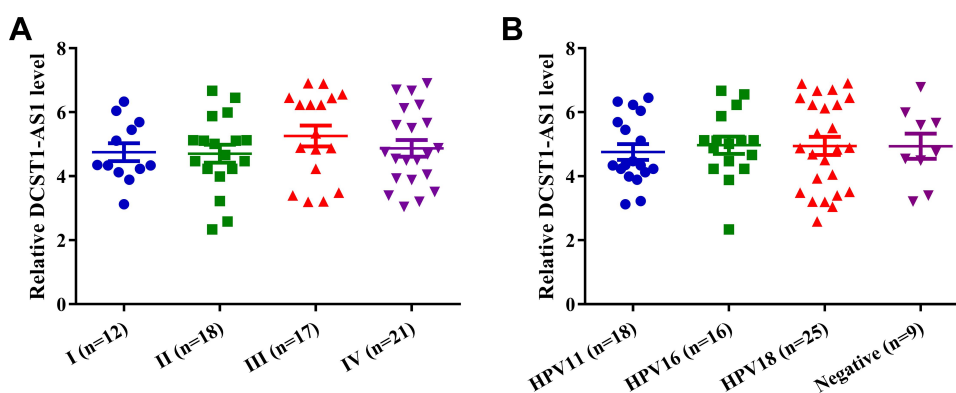 A
Relative DCST1-AS1 level
8
6
4
2
0
I (n=12)
II (n=18)
III (n=17)
IV (n=21)
B
Relative DCST1-AS1 level
8
6
4
2
0
HPV11 (n=18)
HPV16 (n=16)
HPV18 (n=25)
Negative (n=9)